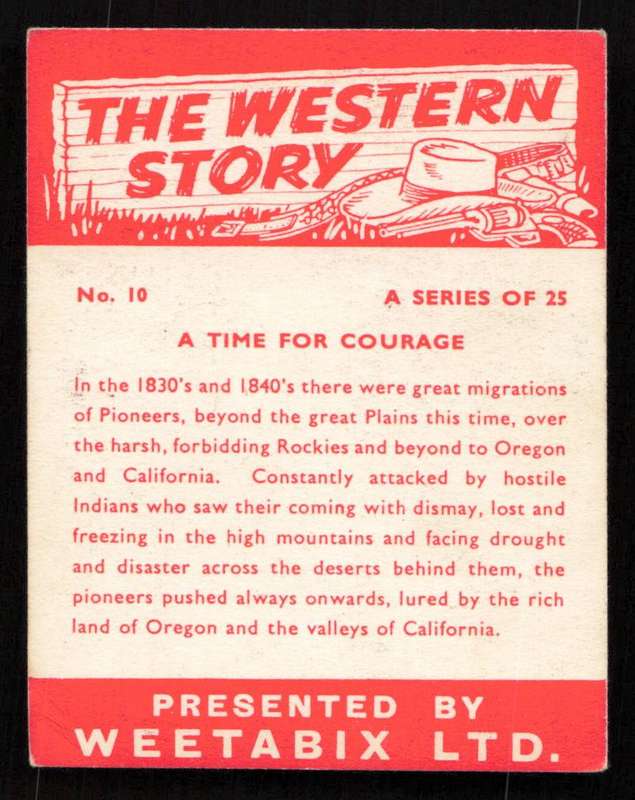 THE WESTERN
STORY
No. 10 A SERIES OF 25
A TIME FOR COURAGE
In the 1830's and 1840's there were great migrations
of Pioneers, beyond the great Plains this time, over
the harsh, forbidding Rockies and beyond to Oregon
and California. Constantly attacked by hostile
Indians who saw their coming with dismay, lost and
freezing in the high mountains and facing drought
and disaster across the deserts behind them, the
pioneers pushed always onwards, lured by the rich
land of Oregon and the valleys of California.
PRESENTED BY
WEETABIX LTD.